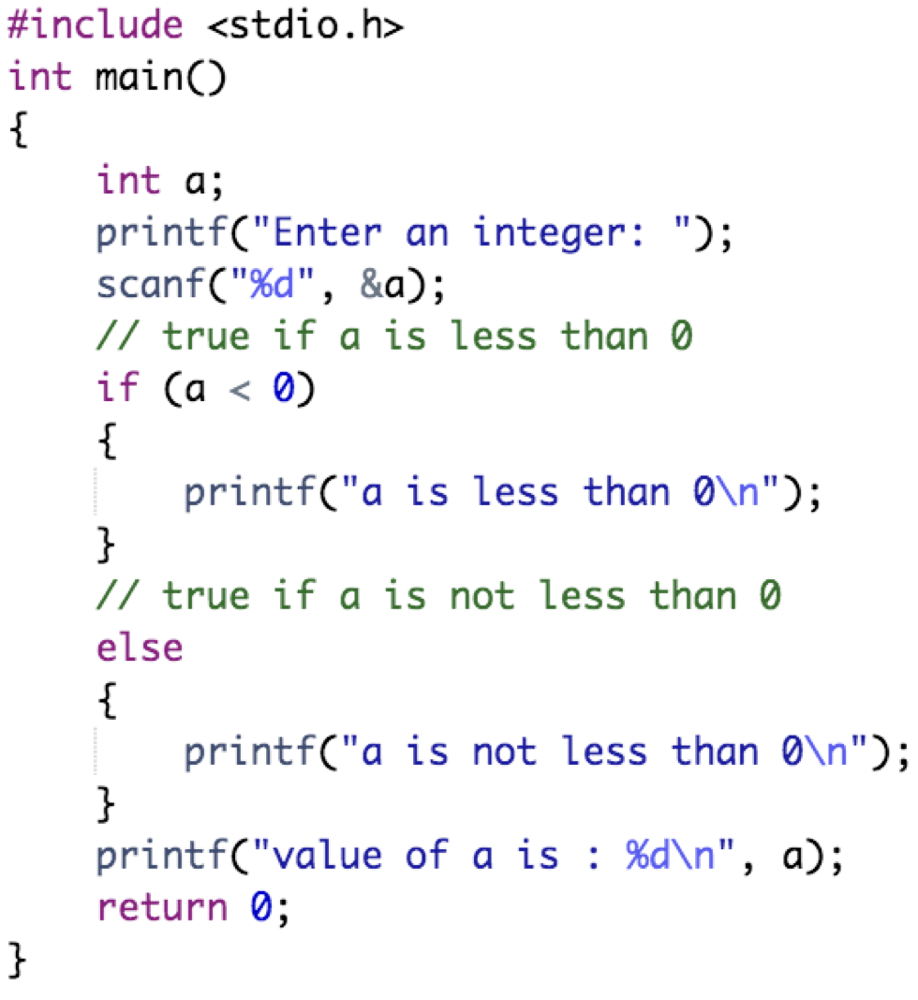 #include <stdio.h>
int main()
{
    int a;
    printf("Enter an integer: ");
    scanf("%d", &a);
    // true if a is less than 0
    if (a < 0)
    {
        printf("a is less than 0\n");
    }
    // true if a is not less than 0
    else
    {
        printf("a is not less than 0\n");
    }
    printf("value of a is : %d\n", a);
    return 0;
}